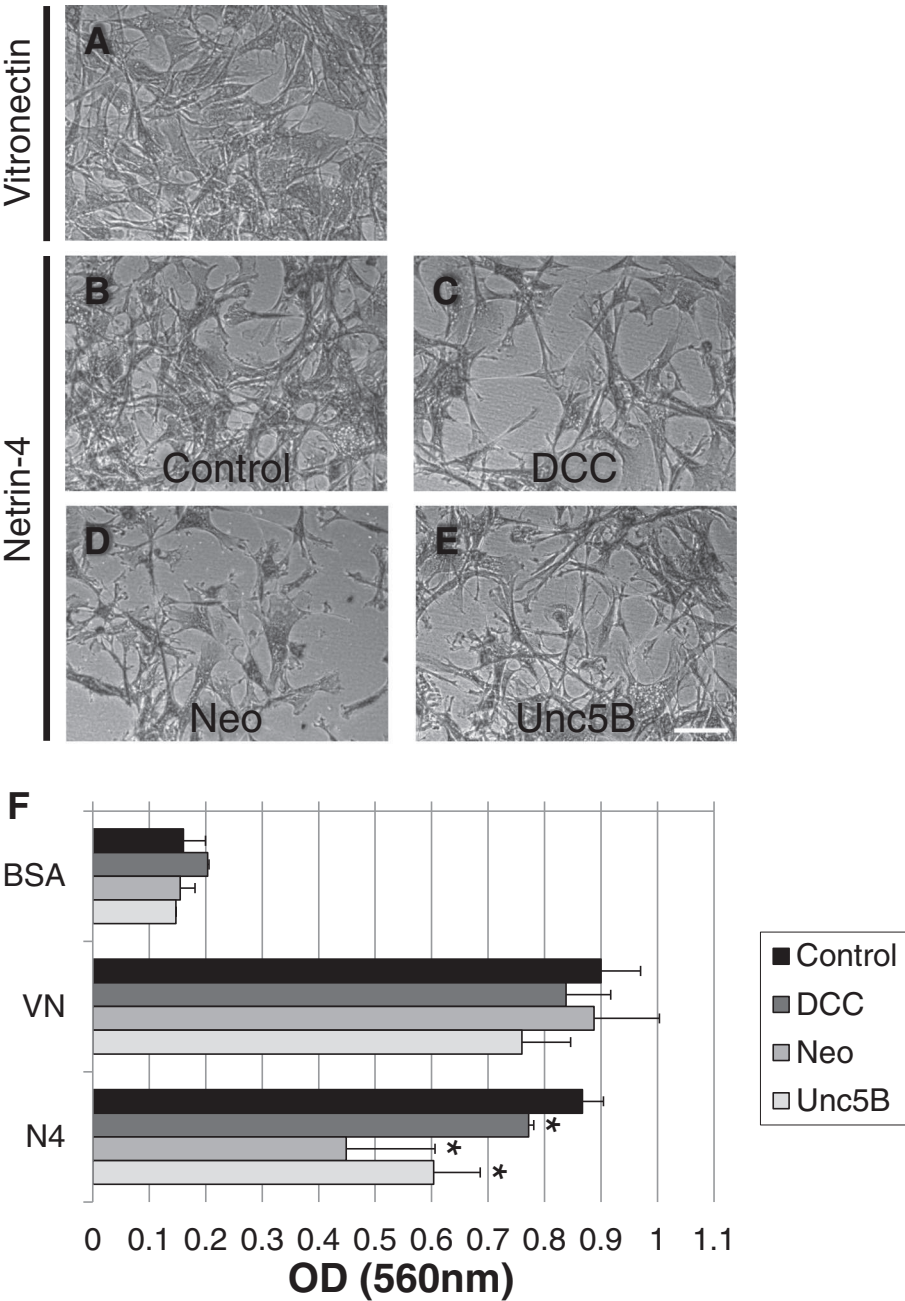 Vitronectin
A
Netrin-4
B
Control
C
DCC
D
Neo
E
Unc5B
F
BSA
VN
N4
*
*
*
0 0.1 0.2 0.3 0.4 0.5 0.6 0.7 0.8 0.9 1 1.1
OD (560nm)
Control
DCC
Neo
Unc5B